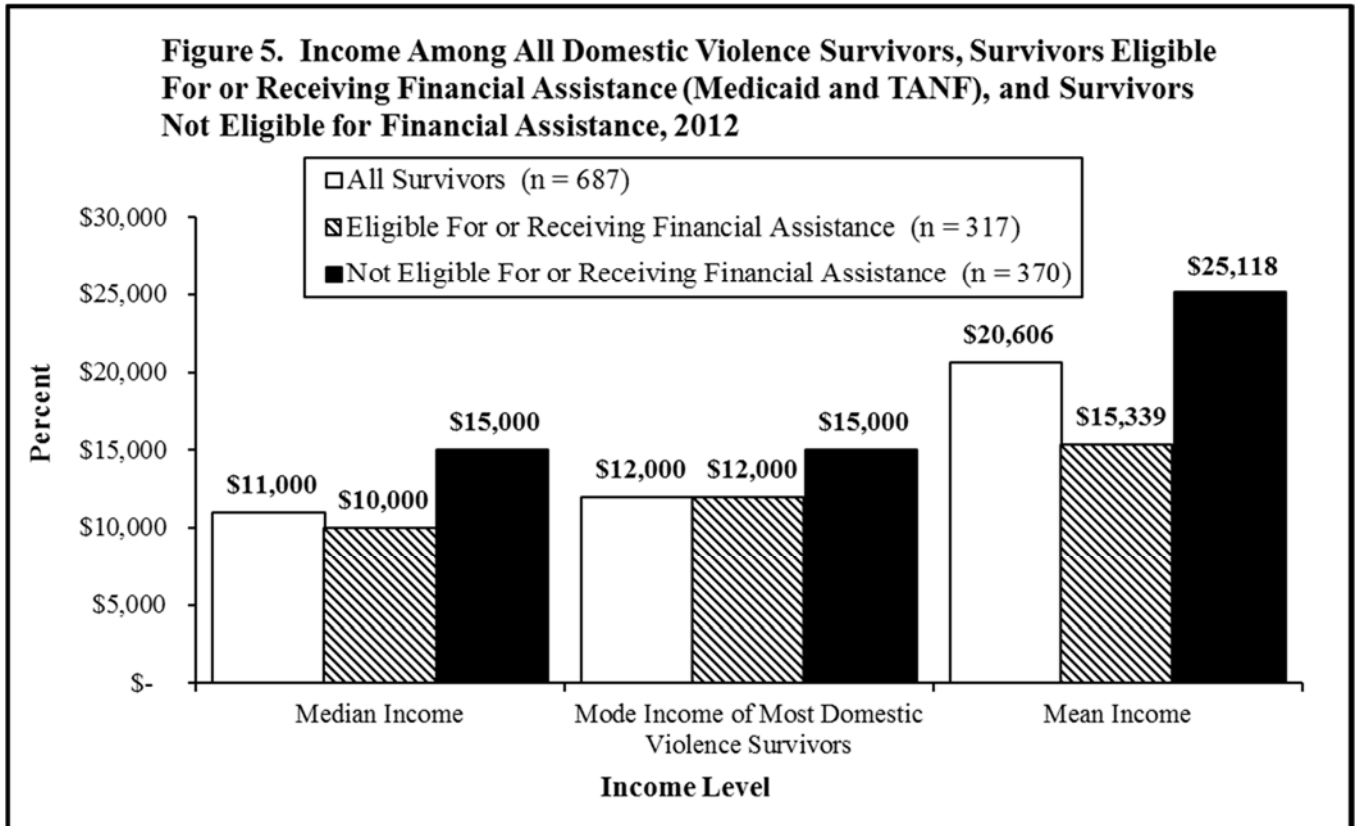 Figure 5.  Income Among All Domestic Violence Survivors, Survivors Eligible
For or Receiving Financial Assistance (Medicaid and TANF), and Survivors
Not Eligible for Financial Assistance, 2012
All Survivors  (n = 687)
Eligible For or Receiving Financial Assistance  (n = 317)
Not Eligible For or Receiving Financial Assistance  (n = 370)
Percent
$30,000
$25,000
$20,000
$15,000
$10,000
$5,000
$-
$11,000
$10,000
$15,000
$12,000
$12,000
$15,000
$20,606
$15,339
$25,118
Median Income
Mode Income of Most Domestic
Violence Survivors
Mean Income
Income Level